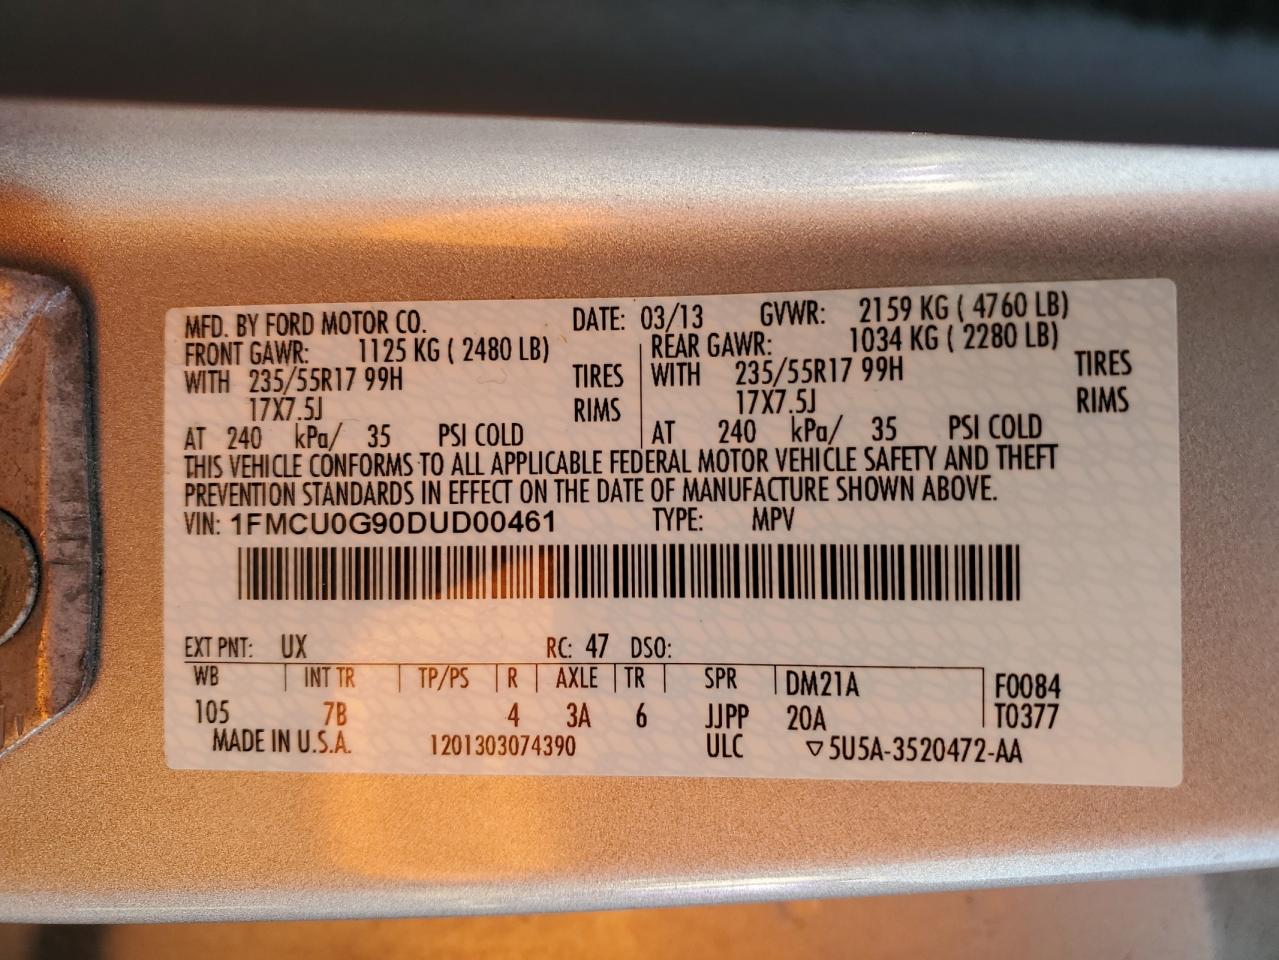 MFD. BY FORD MOTOR CO. DATE: 03/13 GVWR: 2159 KG ( 4760 LB)
FRONT GAWR: 1125 KG ( 2480 LB) REAR GAWR: 1034 KG ( 2280 LB)
WITH 235/55R17 99H TIRES WITH 235/55R17 99H TIRES
17X7.5J RIMS 17X7.5J RIMS
AT 240 kPa/ 35 PSI COLD AT 240 kPa/ 35 PSI COLD
THIS VEHICLE CONFORMS TO ALL APPLICABLE FEDERAL MOTOR VEHICLE SAFETY AND THEFT
PREVENTION STANDARDS IN EFFECT ON THE DATE OF MANUFACTURE SHOWN ABOVE.
VIN: 1FMCU0G90DUD00461 TYPE: MPV
EXT PNT: UX RC: 47 DSO:
WB INT TR TP/PS R AXLE TR SPR DM21A F0084
105 7B 4 3A 6 JJPP 20A T0377
MADE IN U.S.A. 1201303074390 ULC ▽5U5A-3520472-AA